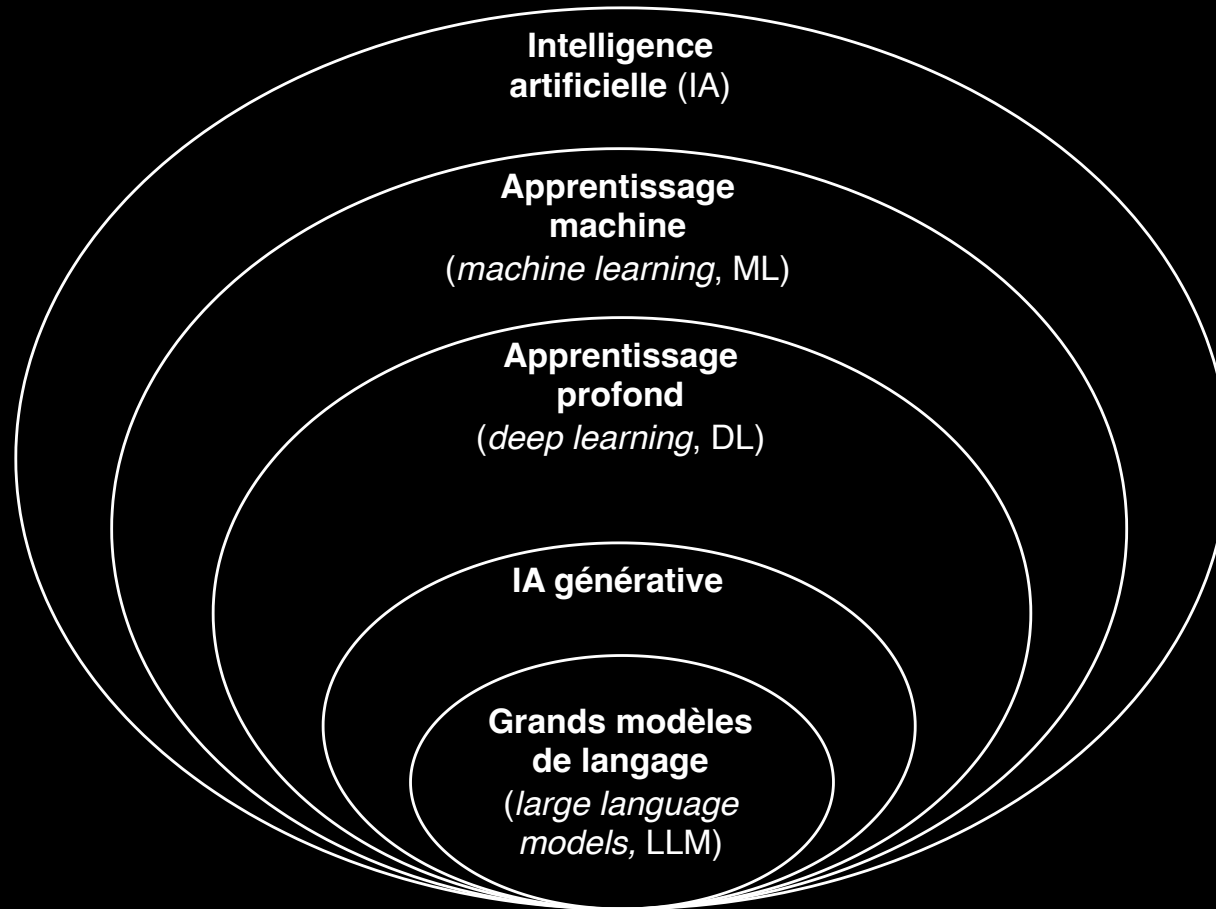 Intelligence
artificielle (IA)
Apprentissage
machine
(machine learning, ML)
Apprentissage
profond
(deep learning, DL)
IA générative
Grands modèles
de langage
(large language
models, LLM)